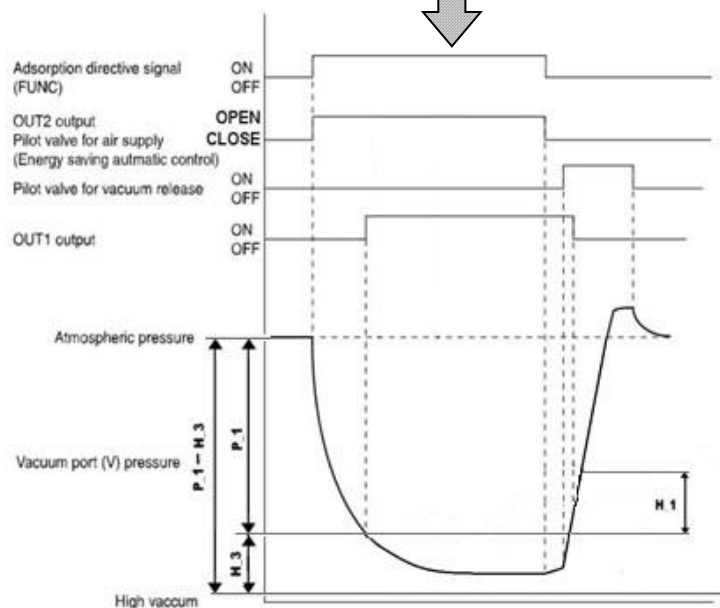 Adsorption directive signal
(FUNC)
ON
OFF
OUT2 output
Pilot valve for air supply
(Energy saving autmatic control)
OPEN
CLOSE
Pilot valve for vacuum release
ON
OFF
OUT1 output
ON
OFF
Atmospheric pressure
Vacuum port (V) pressure
P_1－H_3
P_1
H_3
H_1
High vaccum